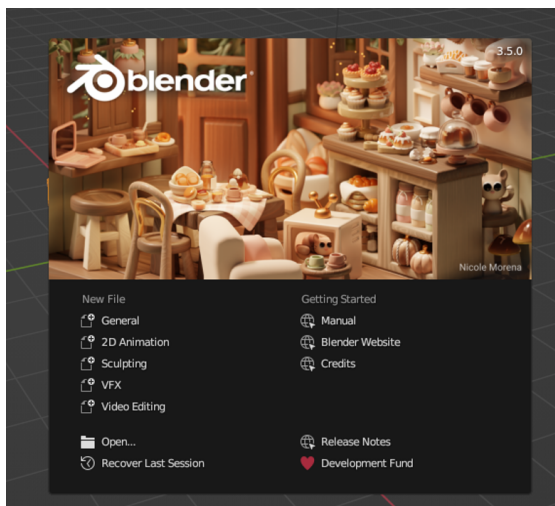 blender
3.5.0
Nicole Morena
New File
General
2D Animation
Sculpting
VFX
Video Editing
Open...
Recover Last Session
Getting Started
Manual
Blender Website
Credits
Release Notes
Development Fund